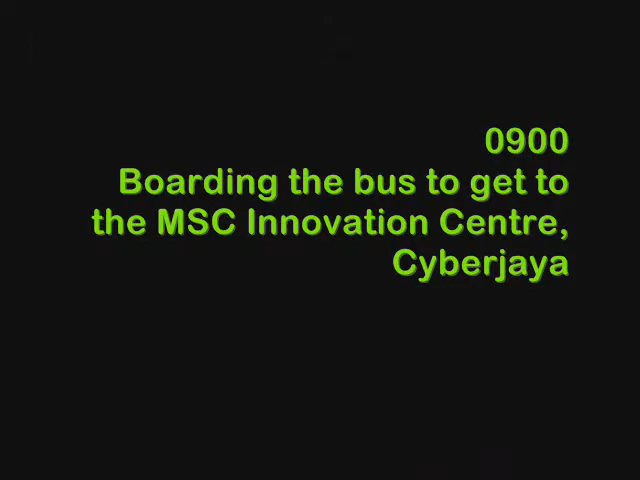 0900
Boarding the bus to get to
the MSC Innovation Centre,
Cyberjaya